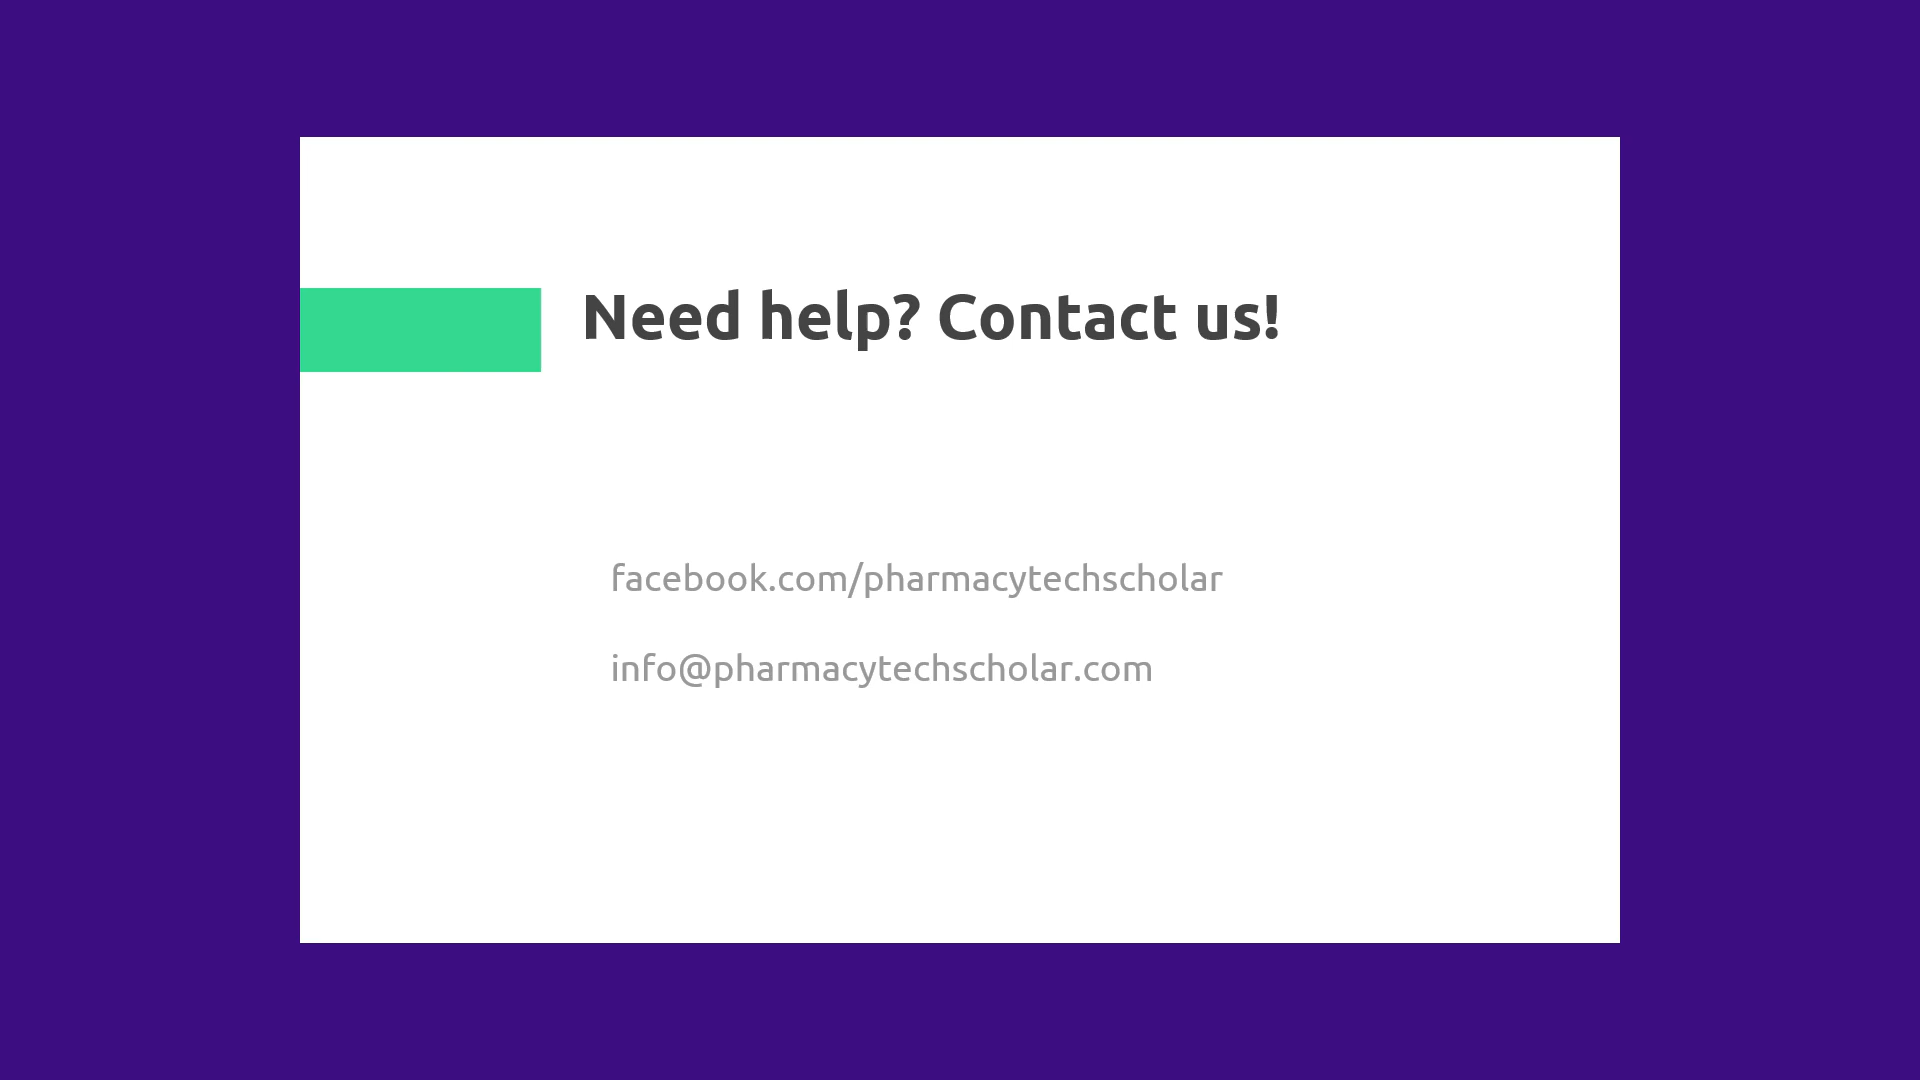 Need help? Contact us!
facebook.com/pharmacytechscholar
info@pharmacytechscholar.com